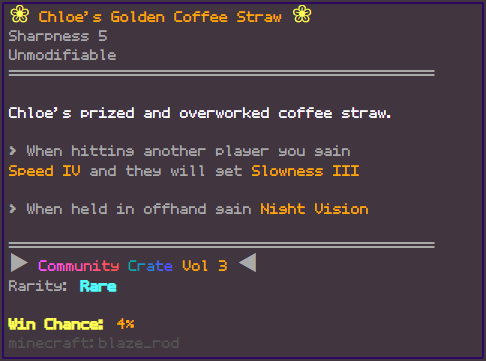 ❀ Chloe's Golden Coffee Straw ❀
Sharpness 5
Unmodifiable
Chloe's prized and overworked coffee straw.
> When hitting another player you gain
Speed IV and they will get Slowness III
> When held in offhand gain Night Vision
▶ Community Crate Vol 3 ◀
Rarity: Rare
Win Chance: 4%
minecraft:blaze_rod